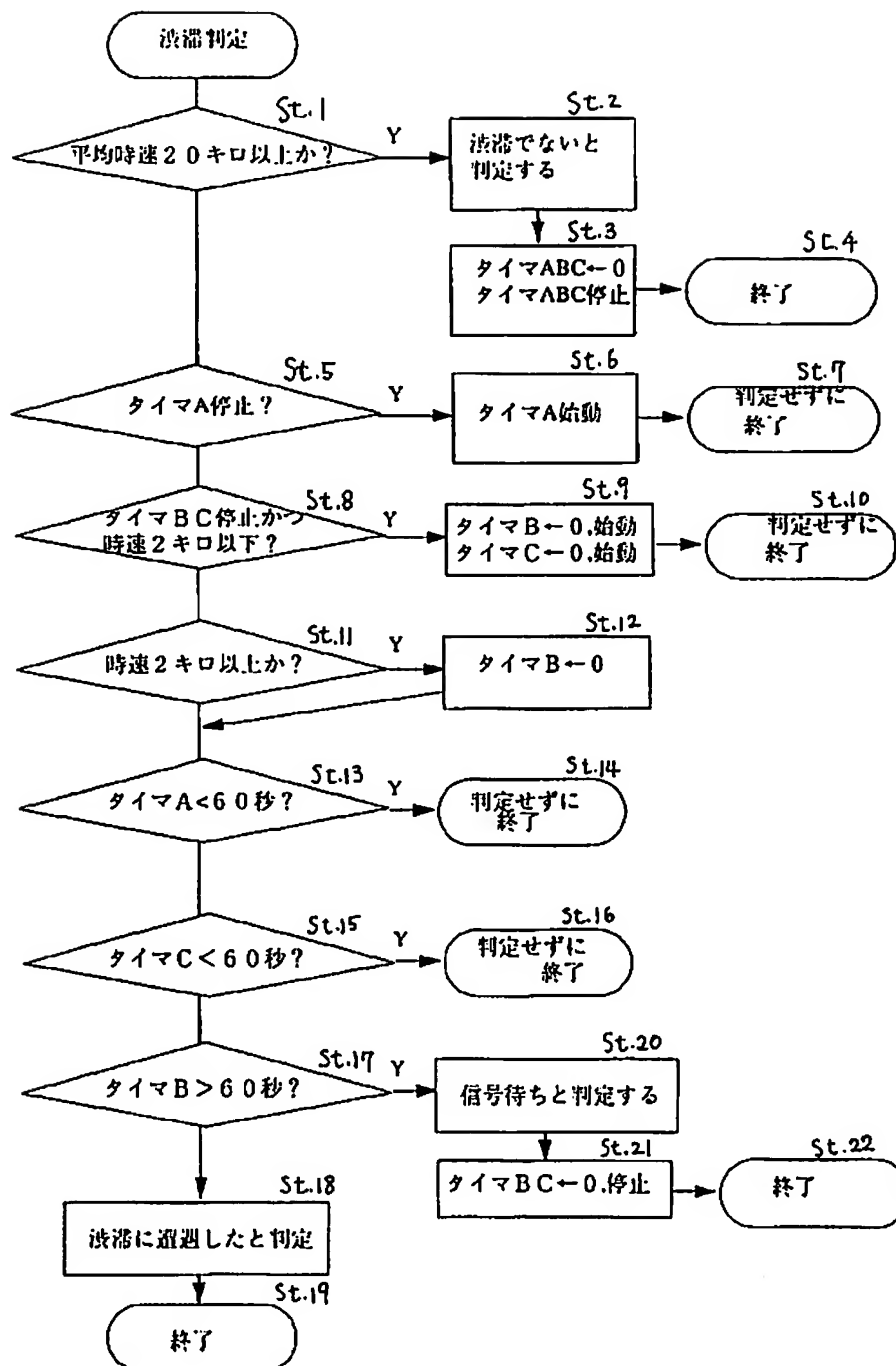 渋滞判定
St.1
平均時速20キロ以上か?
Y
St.2
渋滞でないと
判定する
St.3
タイマABC←0
タイマABC停止
St.4
終了
St.5
タイマA停止?
Y
St.6
タイマA始動
St.7
判定せずに
終了
St.8
タイマBC停止かつ
時速2キロ以下?
Y
St.9
タイマB←0.始動
タイマC←0.始動
St.10
判定せずに
終了
St.11
時速2キロ以上か?
Y
St.12
タイマB←0
St.13
タイマA<60秒?
Y
St.14
判定せずに
終了
St.15
タイマC<60秒?
Y
St.16
判定せずに
終了
St.17
タイマB>60秒?
Y
St.20
信号待ちと判定する
St.21
タイマBC←0.停止
St.22
終了
St.18
渋滞に遭遇したと判定
St.19
終了